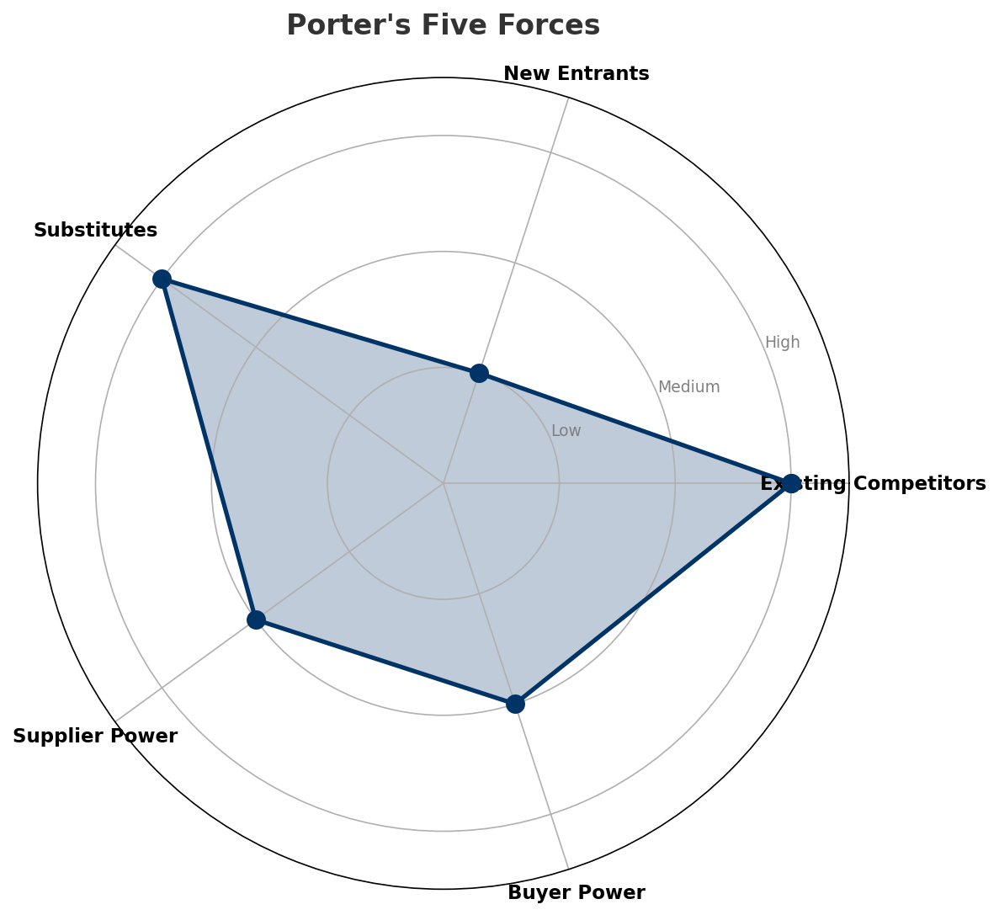 Porter's Five Forces
New Entrants
Substitutes
High
Medium
Low
Existing Competitors
Supplier Power
Buyer Power